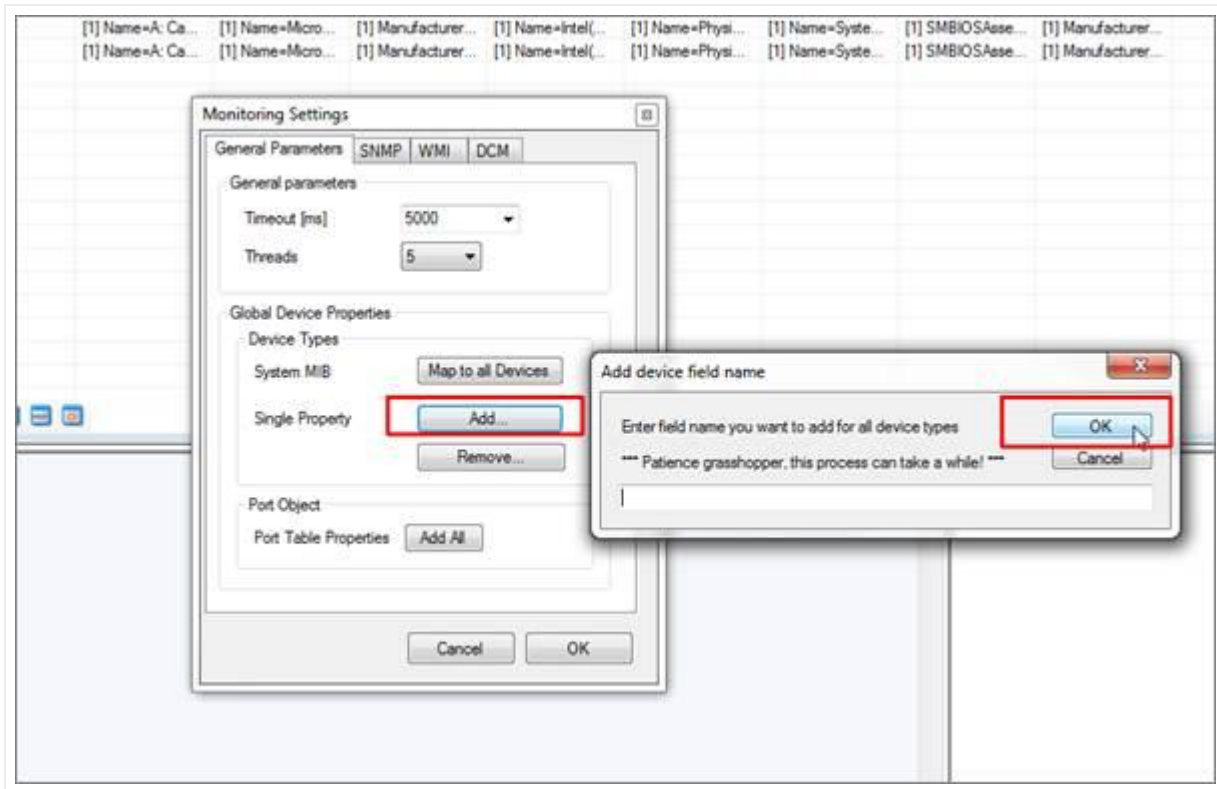 [1] Name=A: Ca... [1] Name=Micro... [1] Manufacturer... [1] Name=Intel(... [1] Name=Physi... [1] Name=Syste... [1] SMBIOSAsse... [1] Manufacturer...
[1] Name=A: Ca... [1] Name=Micro... [1] Manufacturer... [1] Name=Intel(... [1] Name=Physi... [1] Name=Syste... [1] SMBIOSAsse... [1] Manufacturer...
Monitoring Settings
General Parameters SNMP WMI DCM
General parameters
Timeout [ms] 5000
Threads 5
Global Device Properties
Device Types
System MIB Map to all Devices
Single Property Add...
Remove...
Port Object
Port Table Properties Add All
Cancel OK
Add device field name
Enter field name you want to add for all device types OK
*** Patience grasshopper, this process can take a while! *** Cancel